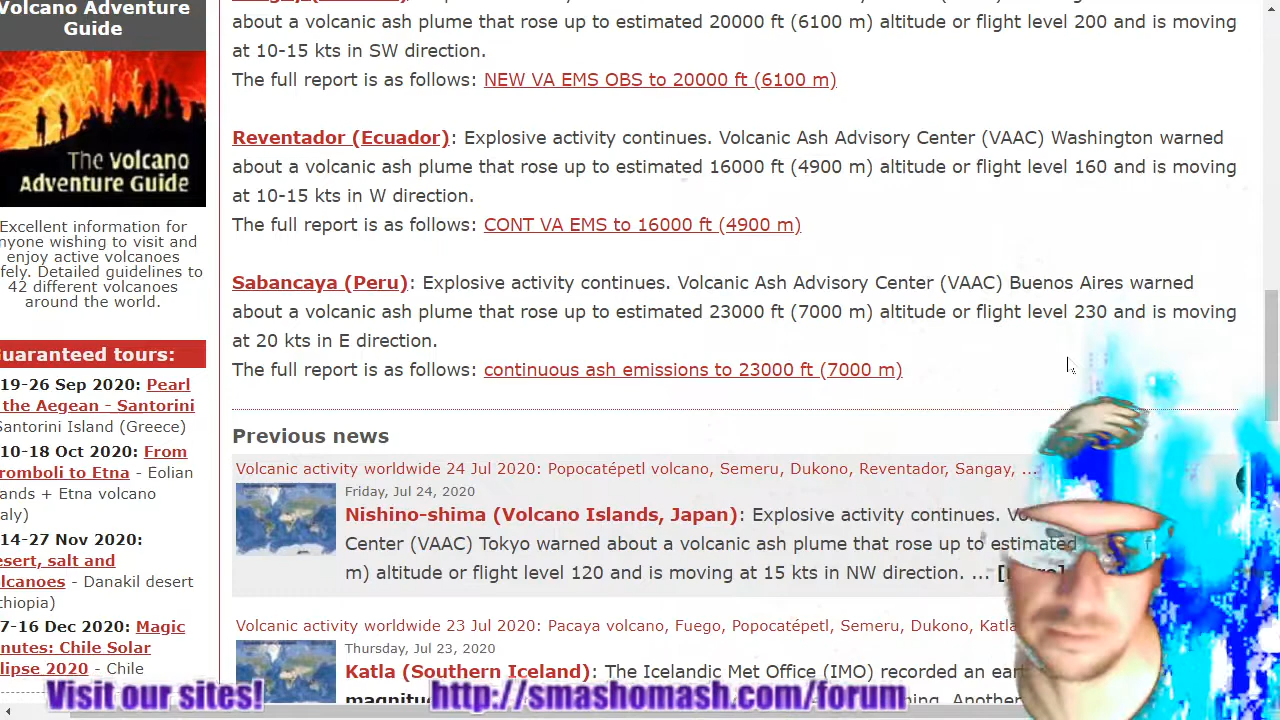 Volcano Adventure
Guide
The Volcano
Adventure Guide
Excellent information for
nyone wishing to visit and
enjoy active volcanoes
fely. Detailed guidelines to
42 different volcanoes
around the world.
uaranteed tours:
19-26 Sep 2020: Pearl
the Aegean - Santorini
Santorini Island (Greece)
10-18 Oct 2020: From
tromboli to Etna - Eolian
ands + Etna volcano
taly)
14-27 Nov 2020:
esert, salt and
lcanoes - Danakil desert
thiopia)
7-16 Dec 2020: Magic
nutes: Chile Solar
lipse 2020 - Chile
about a volcanic ash plume that rose up to estimated 20000 ft (6100 m) altitude or flight level 200 and is moving
at 10-15 kts in SW direction.
The full report is as follows: NEW VA EMS OBS to 20000 ft (6100 m)
Reventador (Ecuador): Explosive activity continues. Volcanic Ash Advisory Center (VAAC) Washington warned
about a volcanic ash plume that rose up to estimated 16000 ft (4900 m) altitude or flight level 160 and is moving
at 10-15 kts in W direction.
The full report is as follows: CONT VA EMS to 16000 ft (4900 m)
Sabancaya (Peru): Explosive activity continues. Volcanic Ash Advisory Center (VAAC) Buenos Aires warned
about a volcanic ash plume that rose up to estimated 23000 ft (7000 m) altitude or flight level 230 and is moving
at 20 kts in E direction.
The full report is as follows: continuous ash emissions to 23000 ft (7000 m)
Previous news
Volcanic activity worldwide 24 Jul 2020: Popocatépetl volcano, Semeru, Dukono, Reventador, Sangay, ...
Friday, Jul 24, 2020
Nishino-shima (Volcano Islands, Japan): Explosive activity continues. Vo
Center (VAAC) Tokyo warned about a volcanic ash plume that rose up to estimated
m) altitude or flight level 120 and is moving at 15 kts in NW direction. ...
Volcanic activity worldwide 23 Jul 2020: Pacaya volcano, Fuego, Popocatépetl, Semeru, Dukono, Katla
Thursday, Jul 23, 2020
Katla (Southern Iceland): The Icelandic Met Office (IMO) recorded an eart
magnitu
Another
Visit our sites! http://smashomash.com/forum